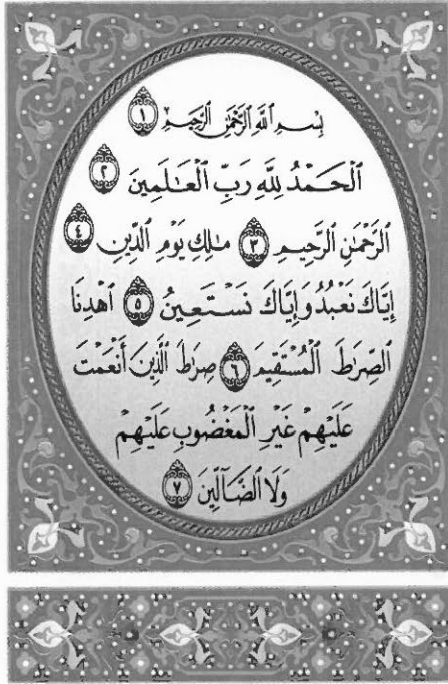 بِسْمِ ٱللَّهِ ٱلرَّحْمَٰنِ ٱلرَّحِيمِ ١
ٱلْحَمْدُ لِلَّهِ رَبِّ ٱلْعَٰلَمِينَ ٢
ٱلرَّحْمَٰنِ ٱلرَّحِيمِ ٣ مَٰلِكِ يَوْمِ ٱلدِّينِ ٤
إِيَّاكَ نَعْبُدُ وَإِيَّاكَ نَسْتَعِينُ ٥ ٱهْدِنَا
ٱلصِّرَٰطَ ٱلْمُسْتَقِيمَ ٦ صِرَٰطَ ٱلَّذِينَ أَنْعَمْتَ
عَلَيْهِمْ غَيْرِ ٱلْمَغْضُوبِ عَلَيْهِمْ
وَلَا ٱلضَّآلِّينَ ٧